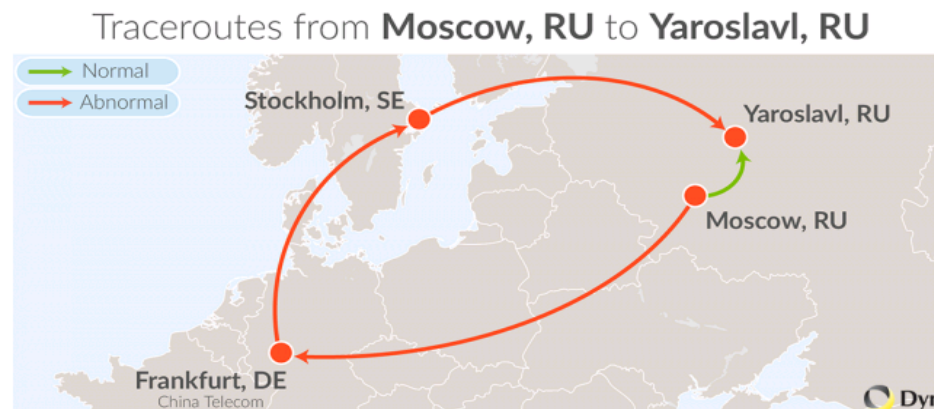 Traceroutes from Moscow, RU to Yaroslavl, RU
Normal
Abnormal
Stockholm, SE
Yaroslavl, RU
Moscow, RU
Frankfurt, DE
China Telecom
Dyn